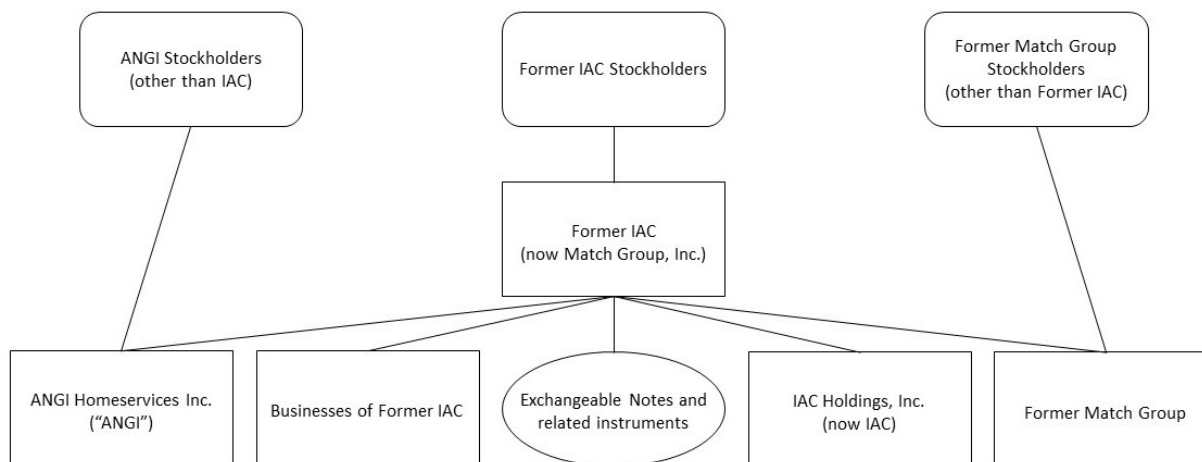 ANGI Stockholders
(other than IAC)
Former IAC Stockholders
Former Match Group
Stockholders
(other than Former IAC)
Former IAC
(now Match Group, Inc.)
ANGI Homeservices Inc.
(“ANGI”)
Businesses of Former IAC
Exchangeable Notes and
related instruments
IAC Holdings, Inc.
(now IAC)
Former Match Group